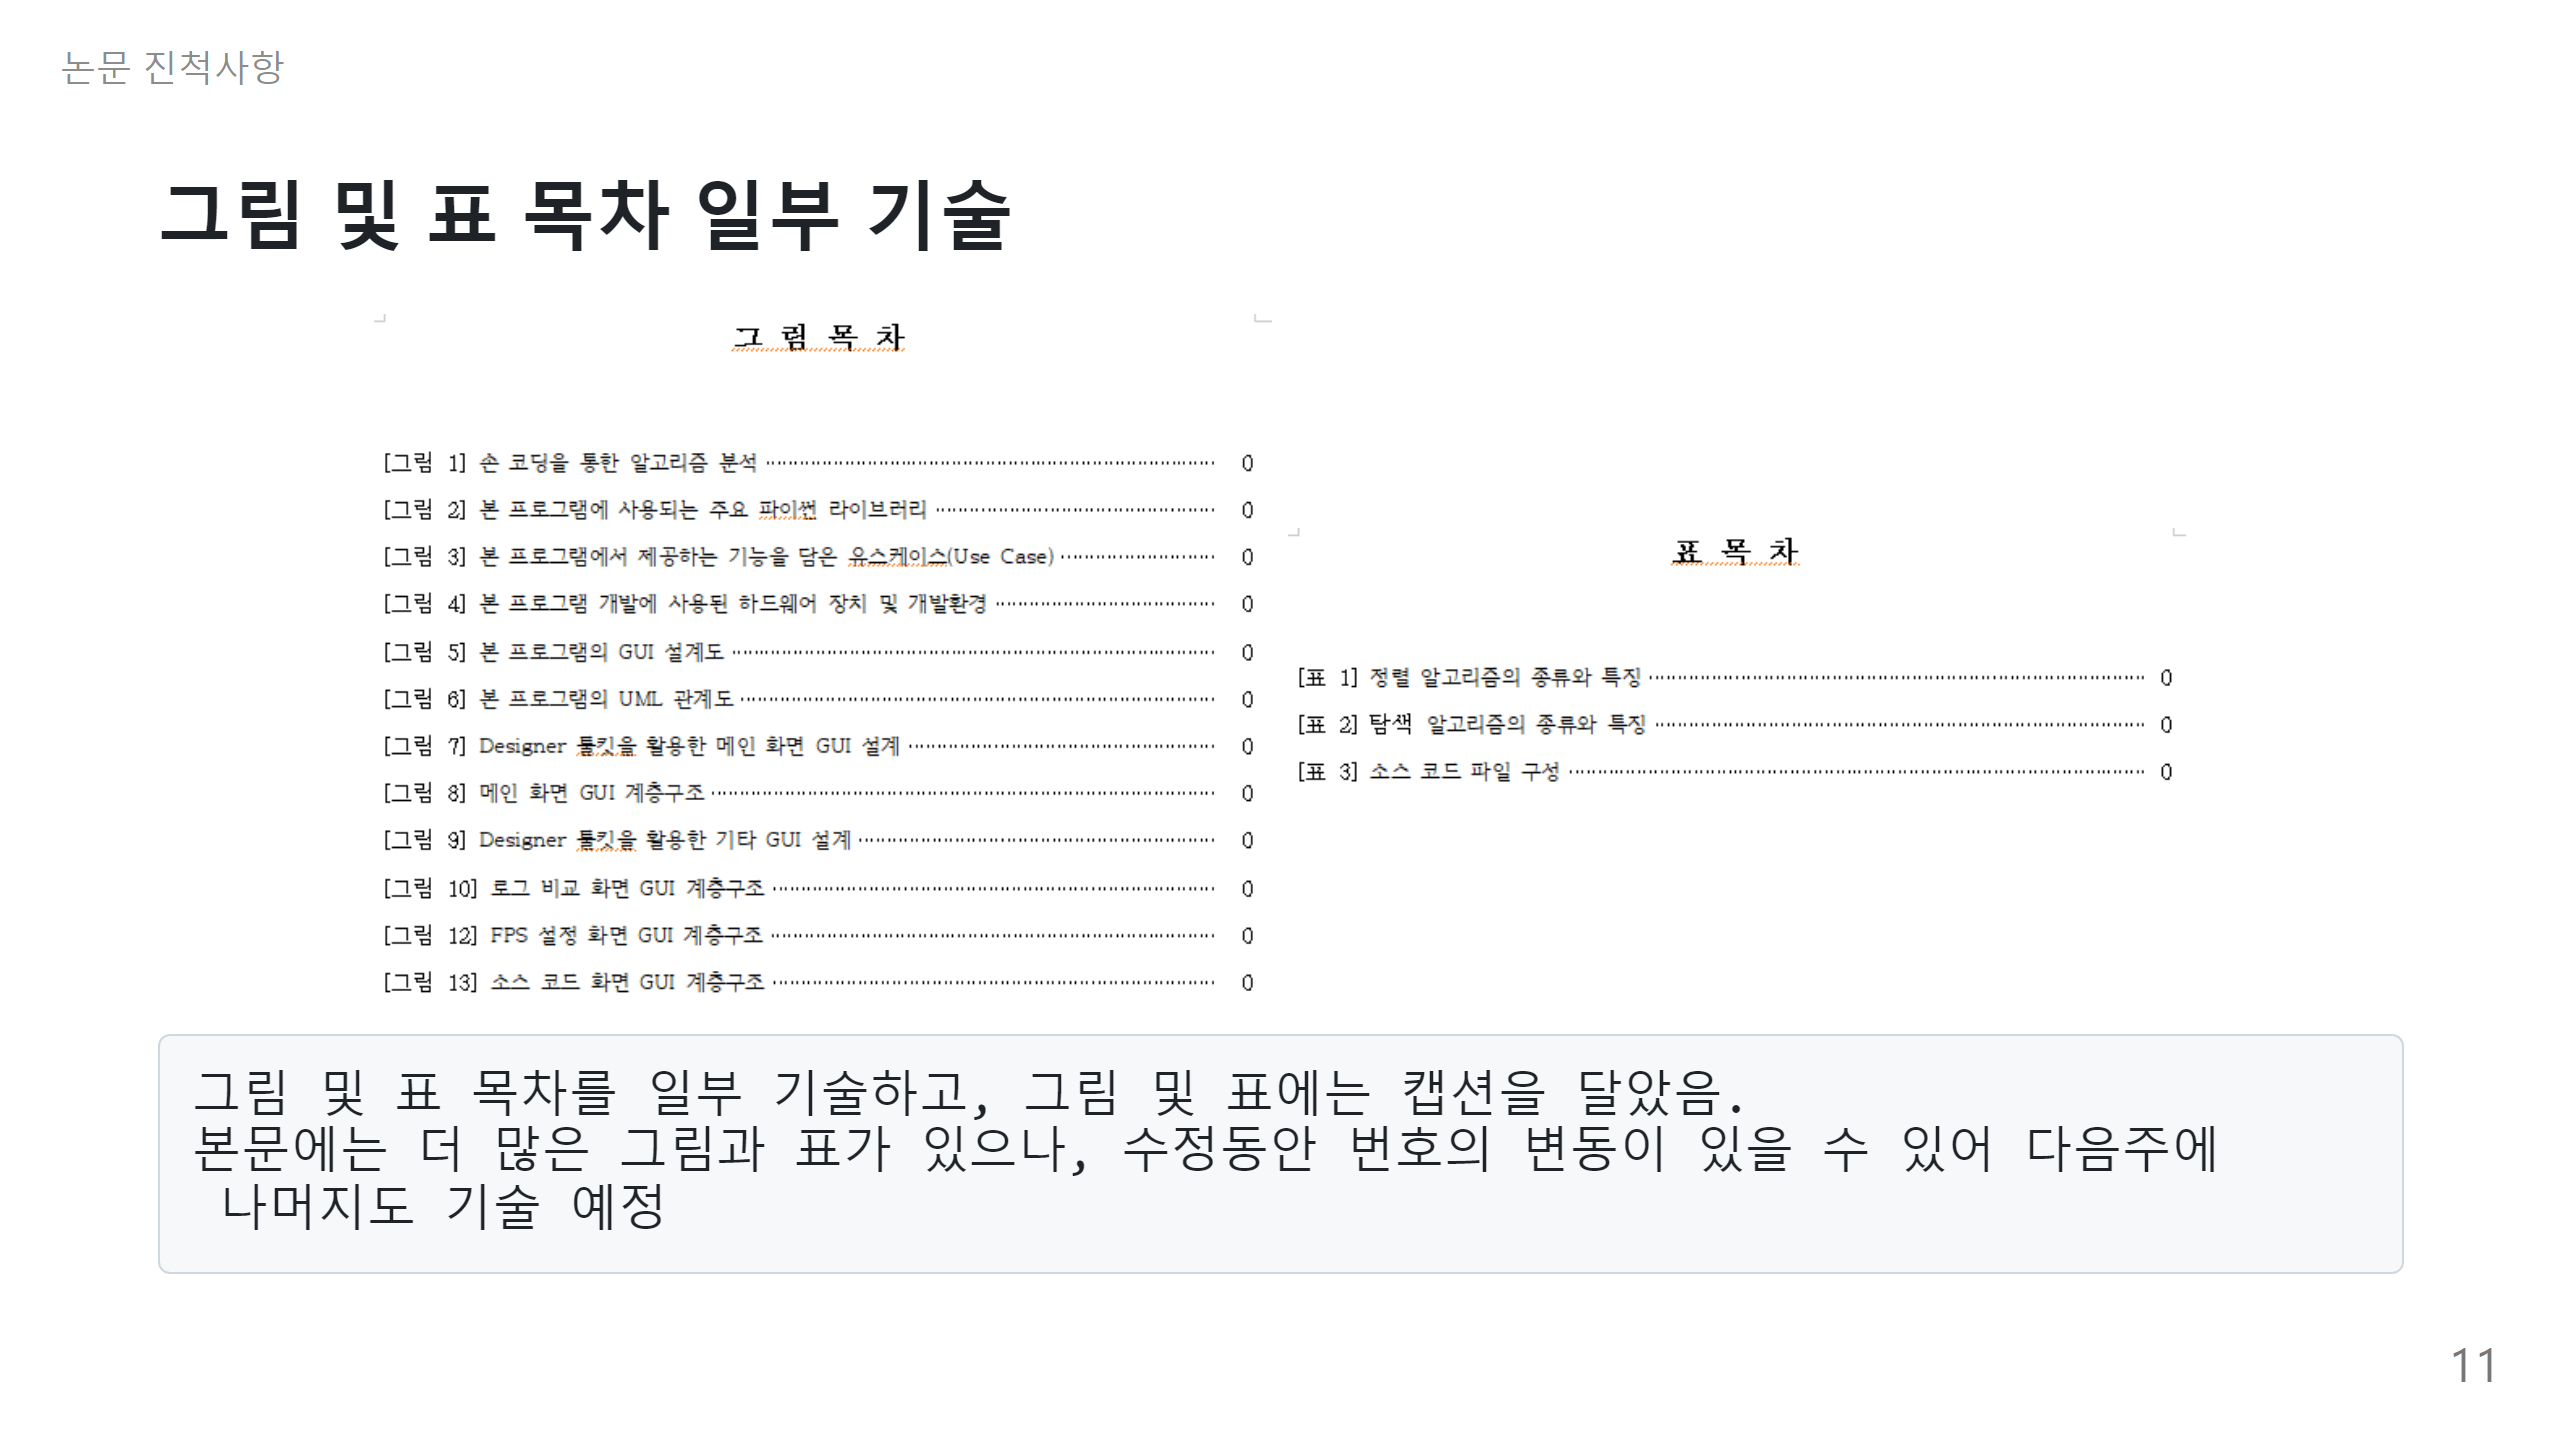 논문 진척사항
그림 및 표 목차 일부 기술
그 림 목 차
[그림 1] 손 코딩을 통한 알고리즘 분석 0
[그림 2] 본 프로그램에 사용되는 주요 파이썬 라이브러리 0
[그림 3] 본 프로그램에서 제공하는 기능을 담은 유스케이스(Use Case) 0
[그림 4] 본 프로그램 개발에 사용된 하드웨어 장치 및 개발환경 0
[그림 5] 본 프로그램의 GUI 설계도 0
[그림 6] 본 프로그램의 UML 관계도 0
[그림 7] Designer 툴킷을 활용한 메인 화면 GUI 설계 0
[그림 8] 메인 화면 GUI 계층구조 0
[그림 9] Designer 툴킷을 활용한 기타 GUI 설계 0
[그림 10] 로그 비교 화면 GUI 계층구조 0
[그림 12] FPS 설정 화면 GUI 계층구조 0
[그림 13] 소스 코드 화면 GUI 계층구조 0
표 목 차
[표 1] 정렬 알고리즘의 종류와 특징 0
[표 2] 탐색 알고리즘의 종류와 특징 0
[표 3] 소스 코드 파일 구성 0
그림 및 표 목차를 일부 기술하고, 그림 및 표에는 캡션을 달았음.
본문에는 더 많은 그림과 표가 있으나, 수정동안 번호의 변동이 있을 수 있어 다음주에
나머지도 기술 예정
11